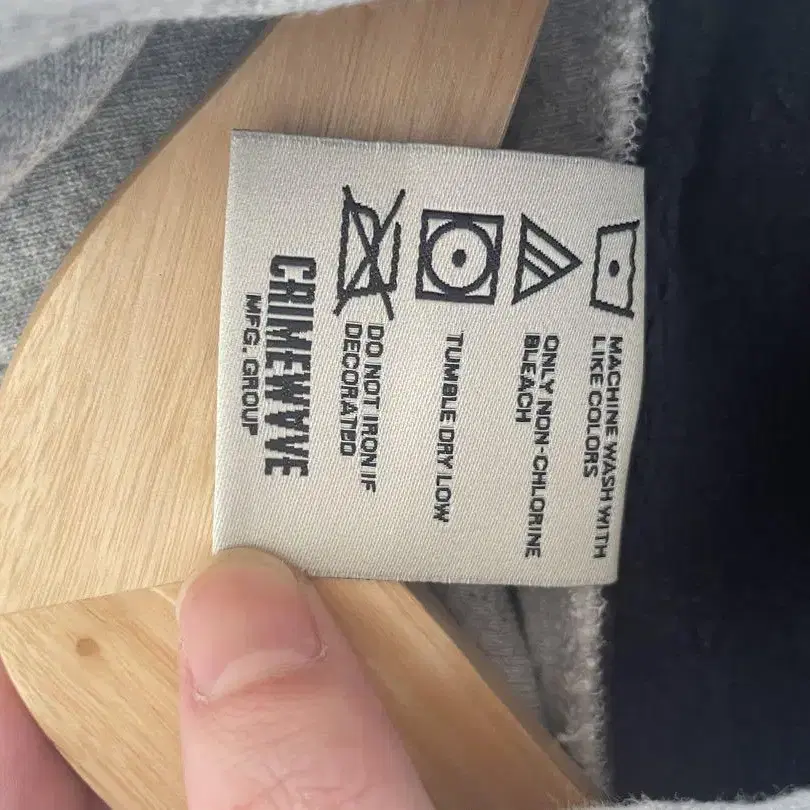 MACHINE WASH WITH
LIKE COLORS
ONLY NON-CHLORINE
BLEACH
TUMBLE DRY LOW
DO NOT IRON IF
DECORATED
CRIMEWAVE
MFG. GROUP